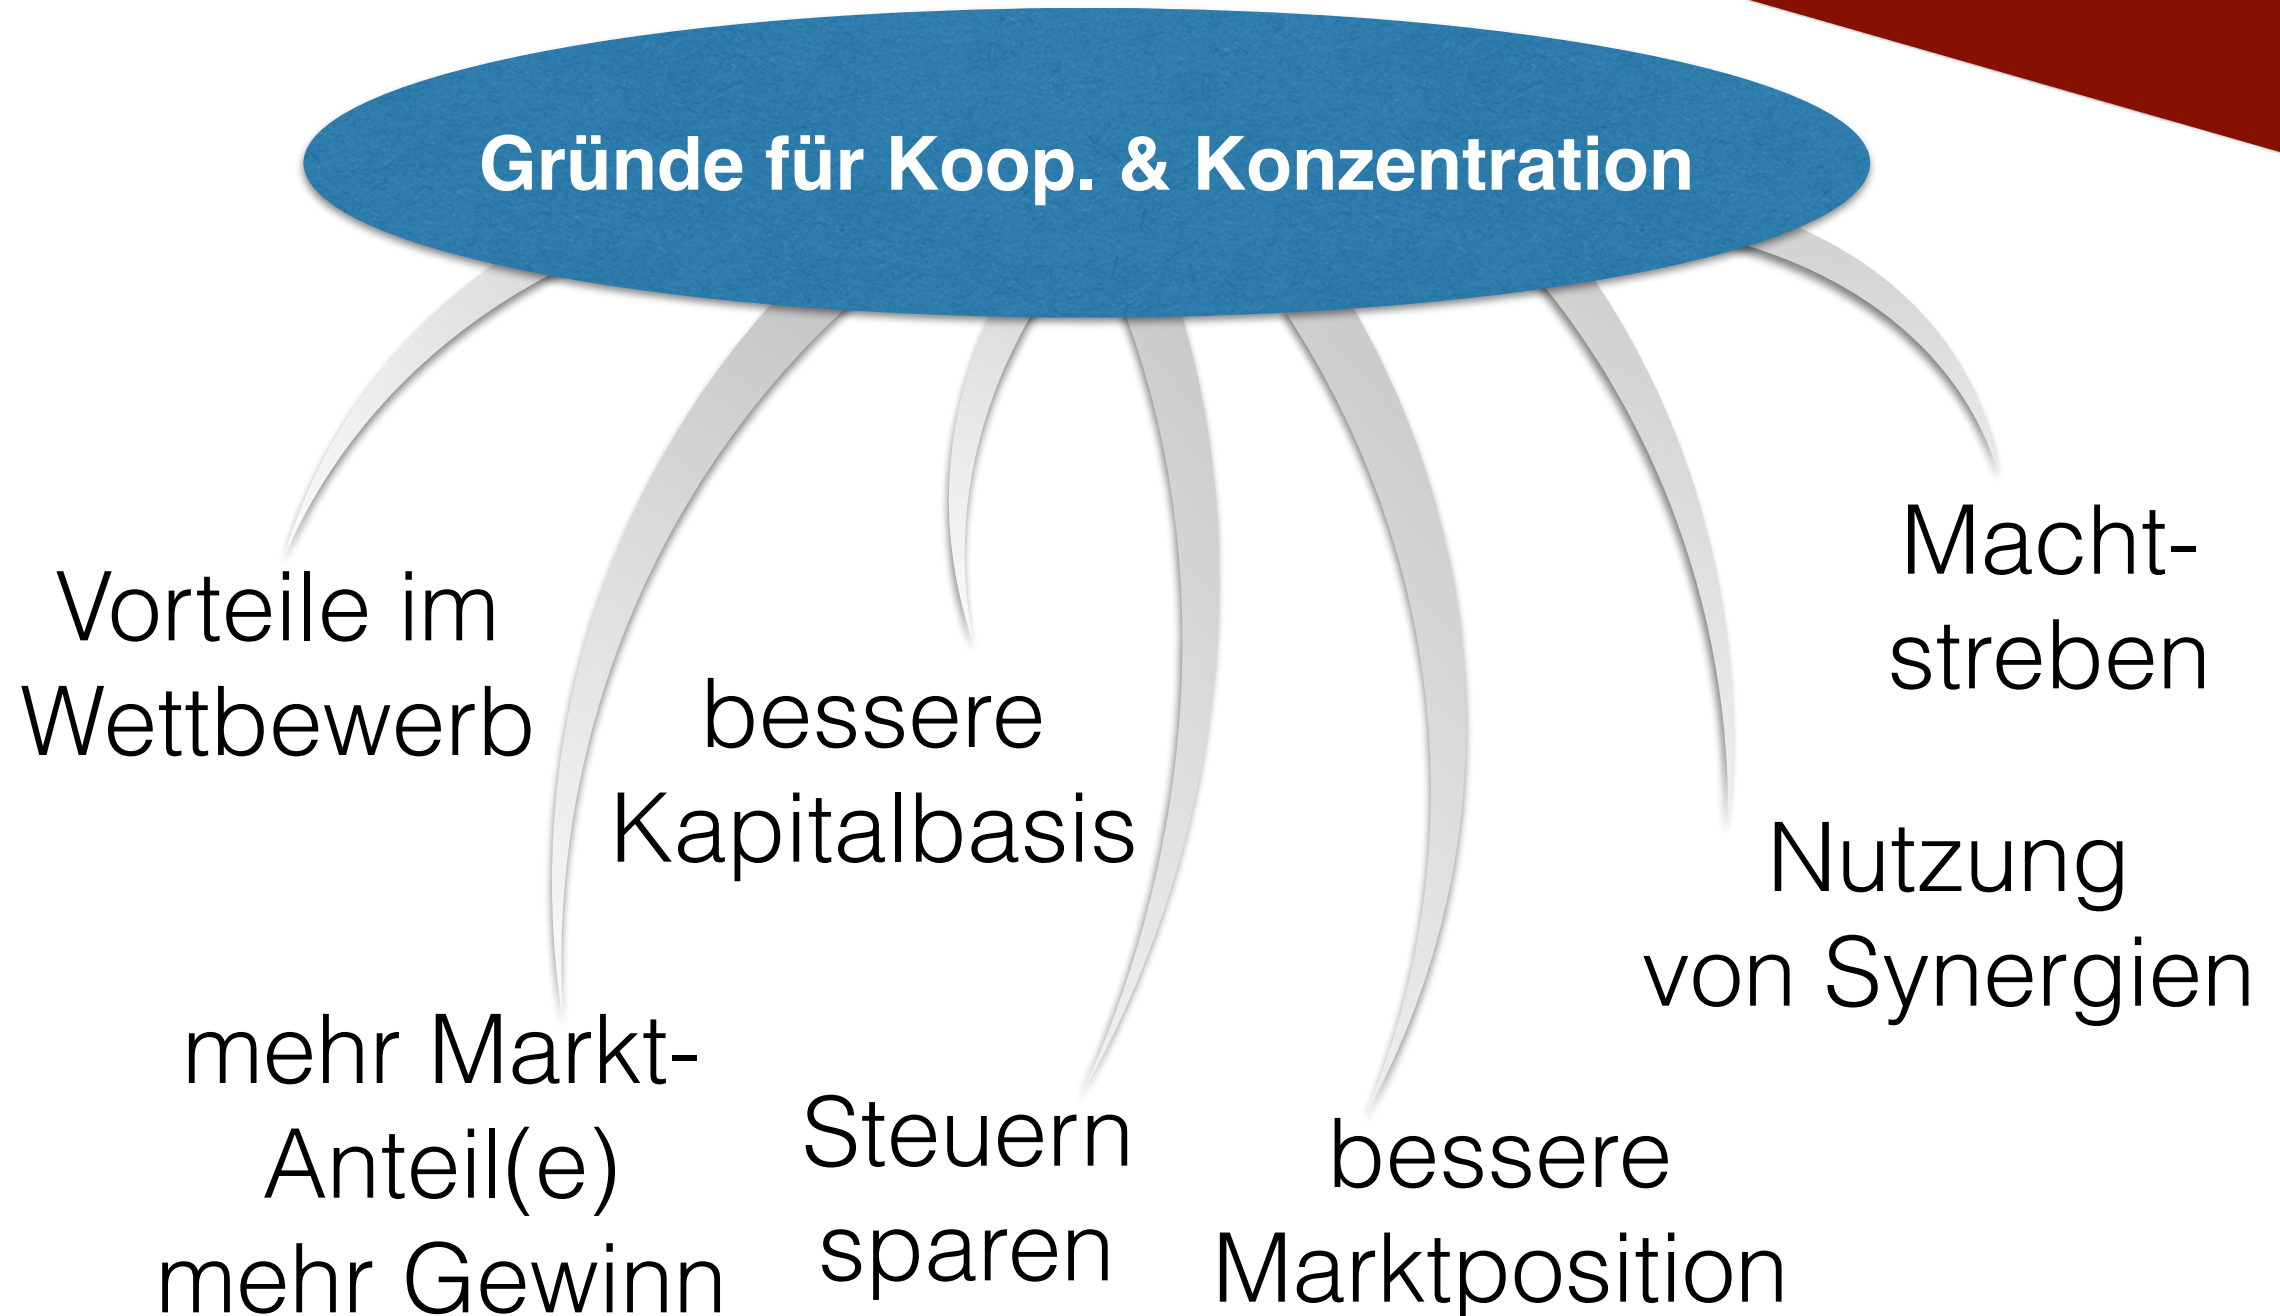 Gründe für Koop. & Konzentration
Vorteile im
Wettbewerb
mehr Markt-
Anteil(e)
mehr Gewinn
bessere
Kapitalbasis
Steuern
sparen
bessere
Marktposition
Nutzung
von Synergien
Macht-
streben